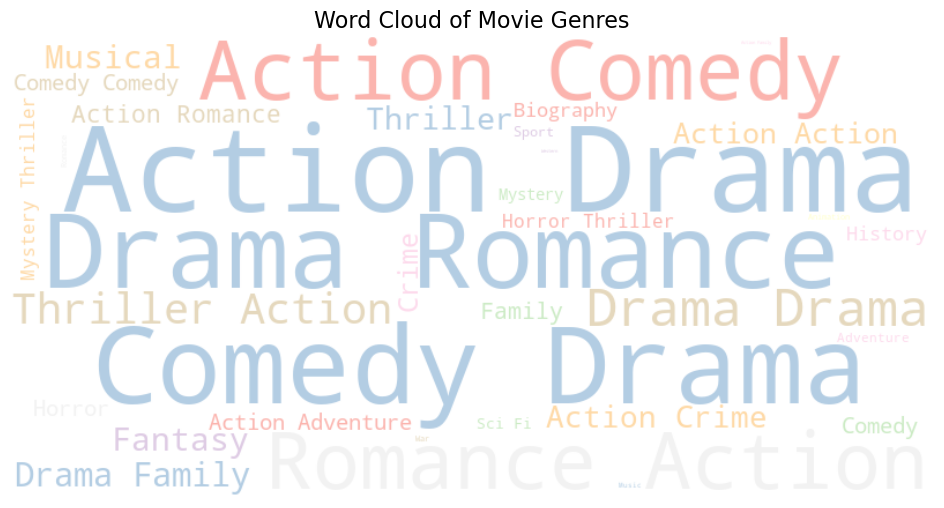 Word Cloud of Movie Genres
Musical
Action Comedy
Comedy Comedy
Action Romance
Thriller
Biography
Sport
Action Action
Mystery Thriller
Action Drama
Mystery
Horror Thriller
Drama Romance
History
Crime
Thriller Action
Family
Drama Drama
Comedy Drama
Adventure
Horror
Action Adventure
War
Sci Fi
Action Crime
Comedy
Fantasy
Romance Action
Drama Family
Music